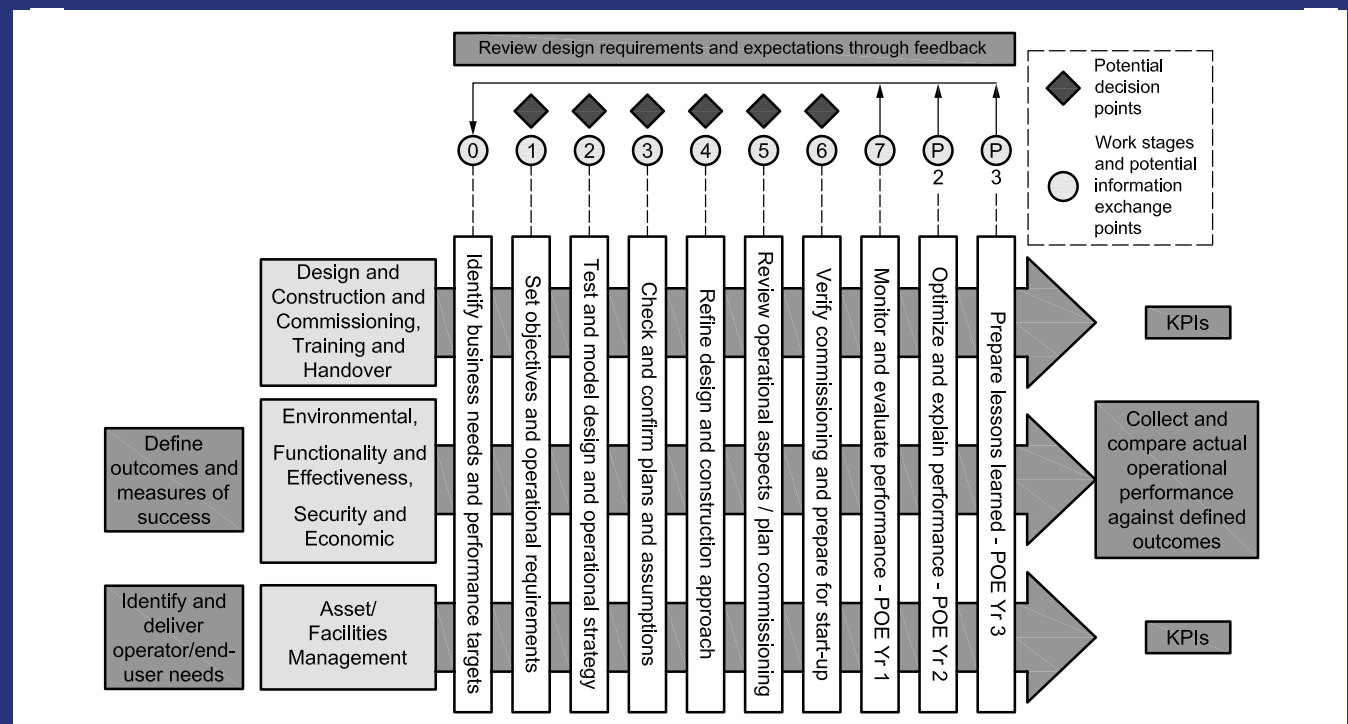 Review design requirements and expectations through feedback
Potential
decision
points
Work stages
and potential
information
exchange
points
0
1
2
3
4
5
6
7
P
2
P
3
Identify business needs and performance targets
Set objectives and operational requirements
Test and model design and operational strategy
Check and confirm plans and assumptions
Refine design and construction approach
Review operational aspects / plan commissioning
Verify commissioning and prepare for start-up
Monitor and evaluate performance - POE Yr 1
Optimize and explain performance - POE Yr 2
Prepare lessons learned - POE Yr 3
Design and
Construction and
Commissioning,
Training and
Handover
KPIs
Define
outcomes and
measures of
success
Environmental,
Functionality and
Effectiveness,
Security and
Economic
Collect and
compare actual
operational
performance
against defined
outcomes
Identify and
deliver
operator/end-
user needs
Asset/
Facilities
Management
KPIs